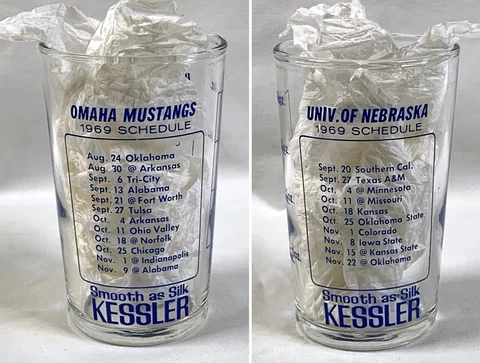 OMAHA MUSTANGS
1969 SCHEDULE
Aug. 24 Oklahoma
Aug. 30 @ Arkansas
Sept. 6 Tri-City
Sept. 13 Alabama
Sept. 21 @ Fort Worth
Sept. 27 Tulsa
Oct. 4 Arkansas
Oct. 11 Ohio Valley
Oct. 18 @ Norfolk
Oct. 25 Chicago
Nov. 1 @ Indianapolis
Nov. 9 @ Alabama
Smooth as Silk
KESSLER
UNIV. OF NEBRASKA
1969 SCHEDULE
Sept. 20 Southern Cal.
Sept. 27 Texas A&M
Oct. 4 @ Minnesota
Oct. 11 @ Missouri
Oct. 18 Kansas
Oct. 25 Oklahoma State
Nov. 1 Colorado
Nov. 8 Iowa State
Nov. 15 @ Kansas State
Nov. 22 @ Oklahoma
Smooth as Silk
KESSLER